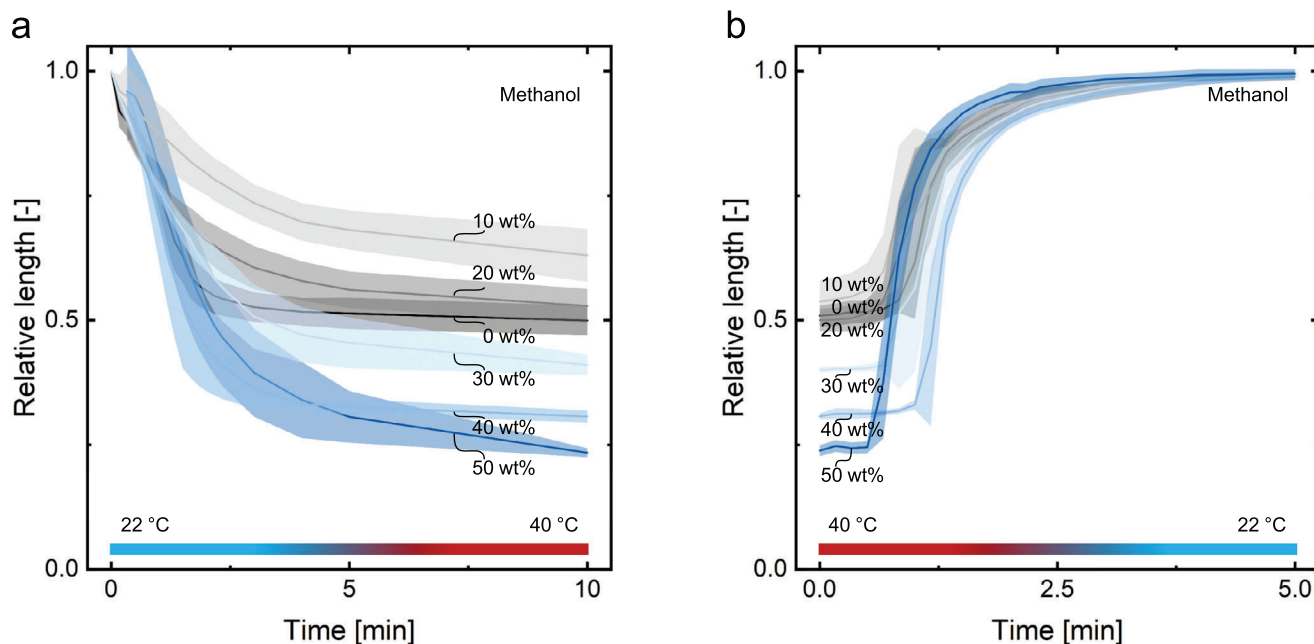 a
Relative length [-]
1.0
0.5
0.0
Methanol
10 wt%
20 wt%
0 wt%
30 wt%
40 wt%
50 wt%
22 °C
40 °C
0
5
10
Time [min]
b
Relative length [-]
1.0
0.5
0.0
Methanol
10 wt%
0 wt%
20 wt%
30 wt%
40 wt%
50 wt%
40 °C
22 °C
0.0
2.5
5.0
Time [min]